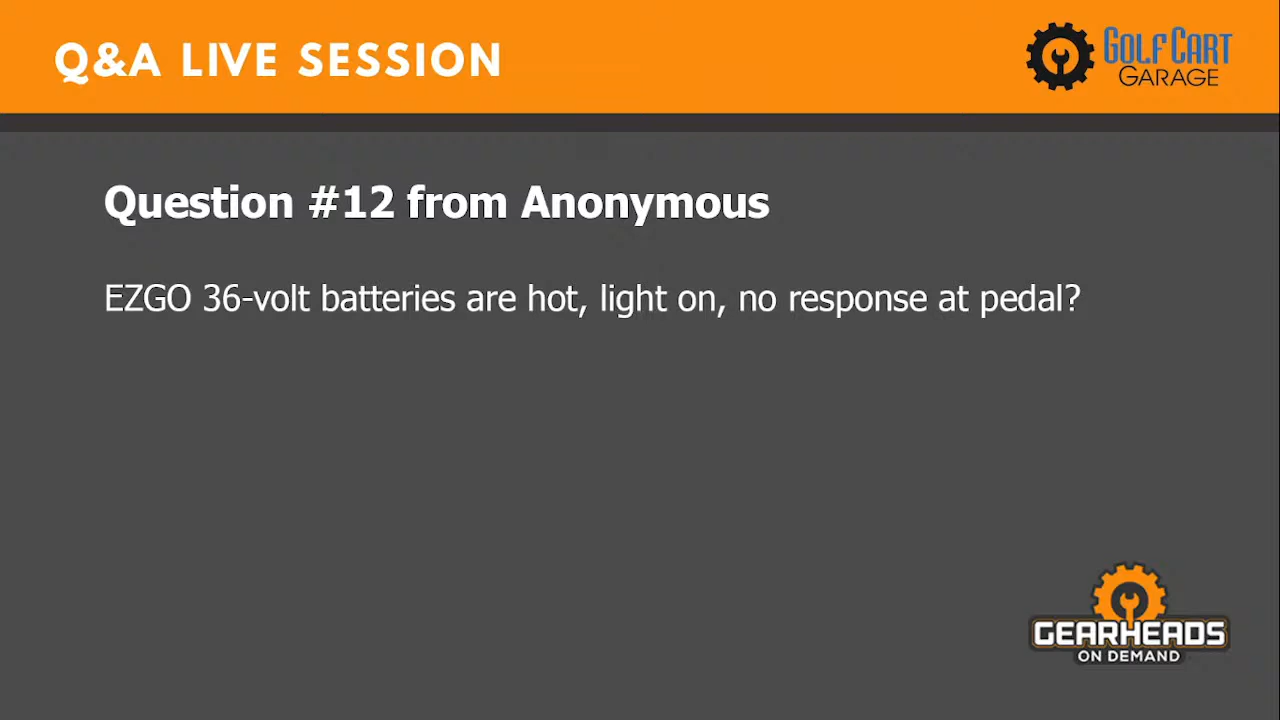 Q&A LIVE SESSION
GOLF CART
GARAGE
Question #12 from Anonymous
EZGO 36-volt batteries are hot, light on, no response at pedal?
GEARHEADS
ON DEMAND